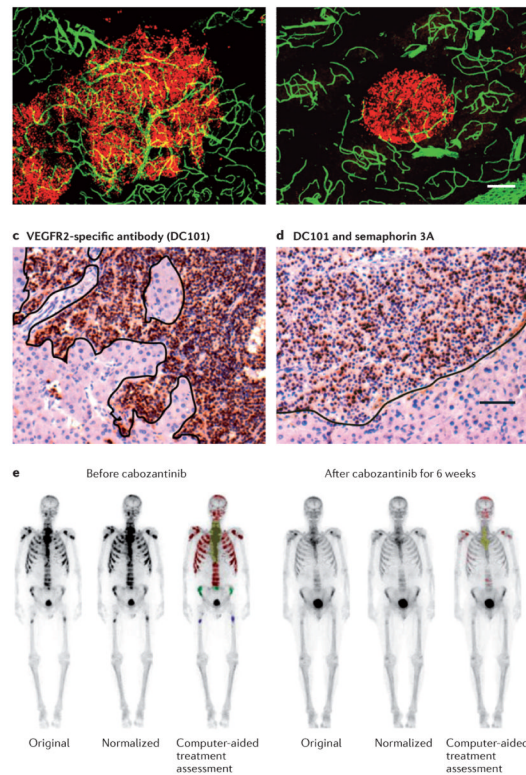 c VEGFR2-specific antibody (DC101)
d DC101 and semaphorin 3A
e
Before cabozantinib
After cabozantinib for 6 weeks
Original
Normalized
Computer-aided
treatment
assessment
Original
Normalized
Computer-aided
treatment
assessment